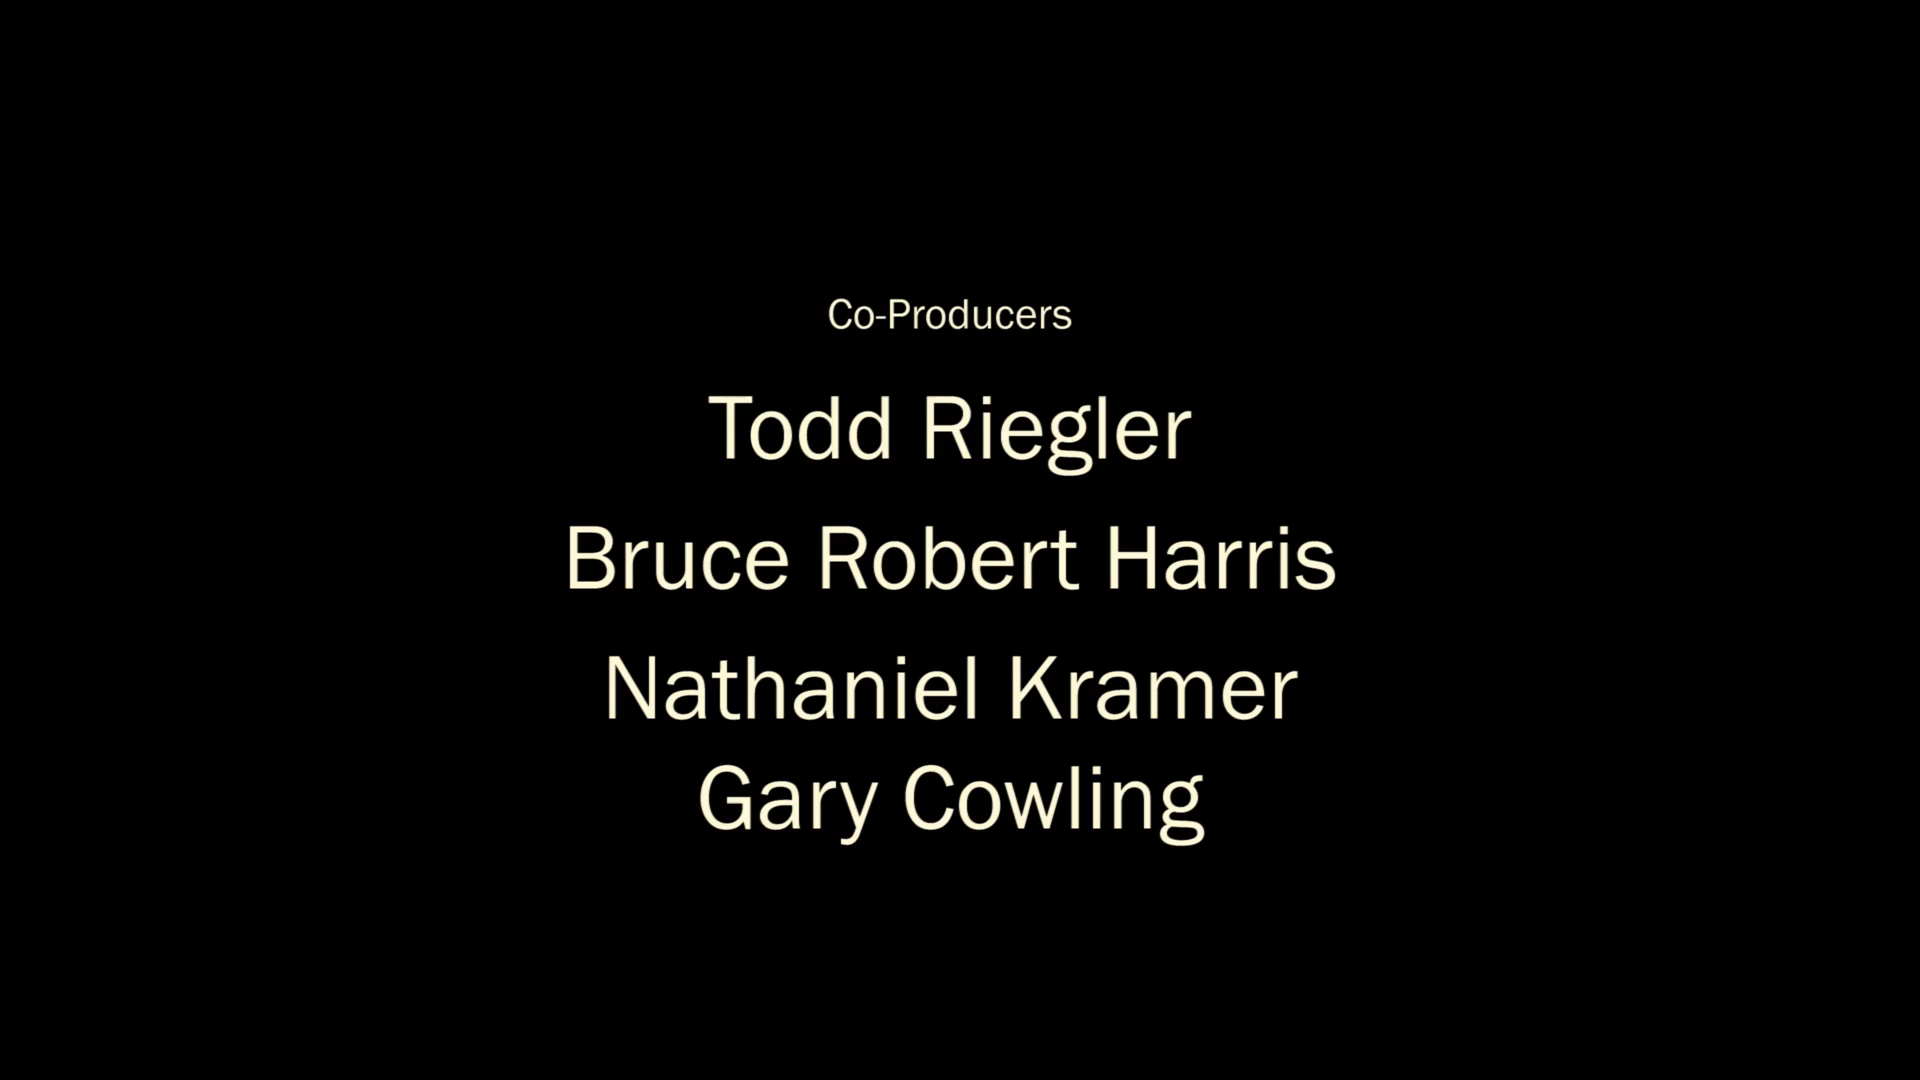 Co-Producers
Todd Riegler
Bruce Robert Harris
Nathaniel Kramer
Gary Cowling